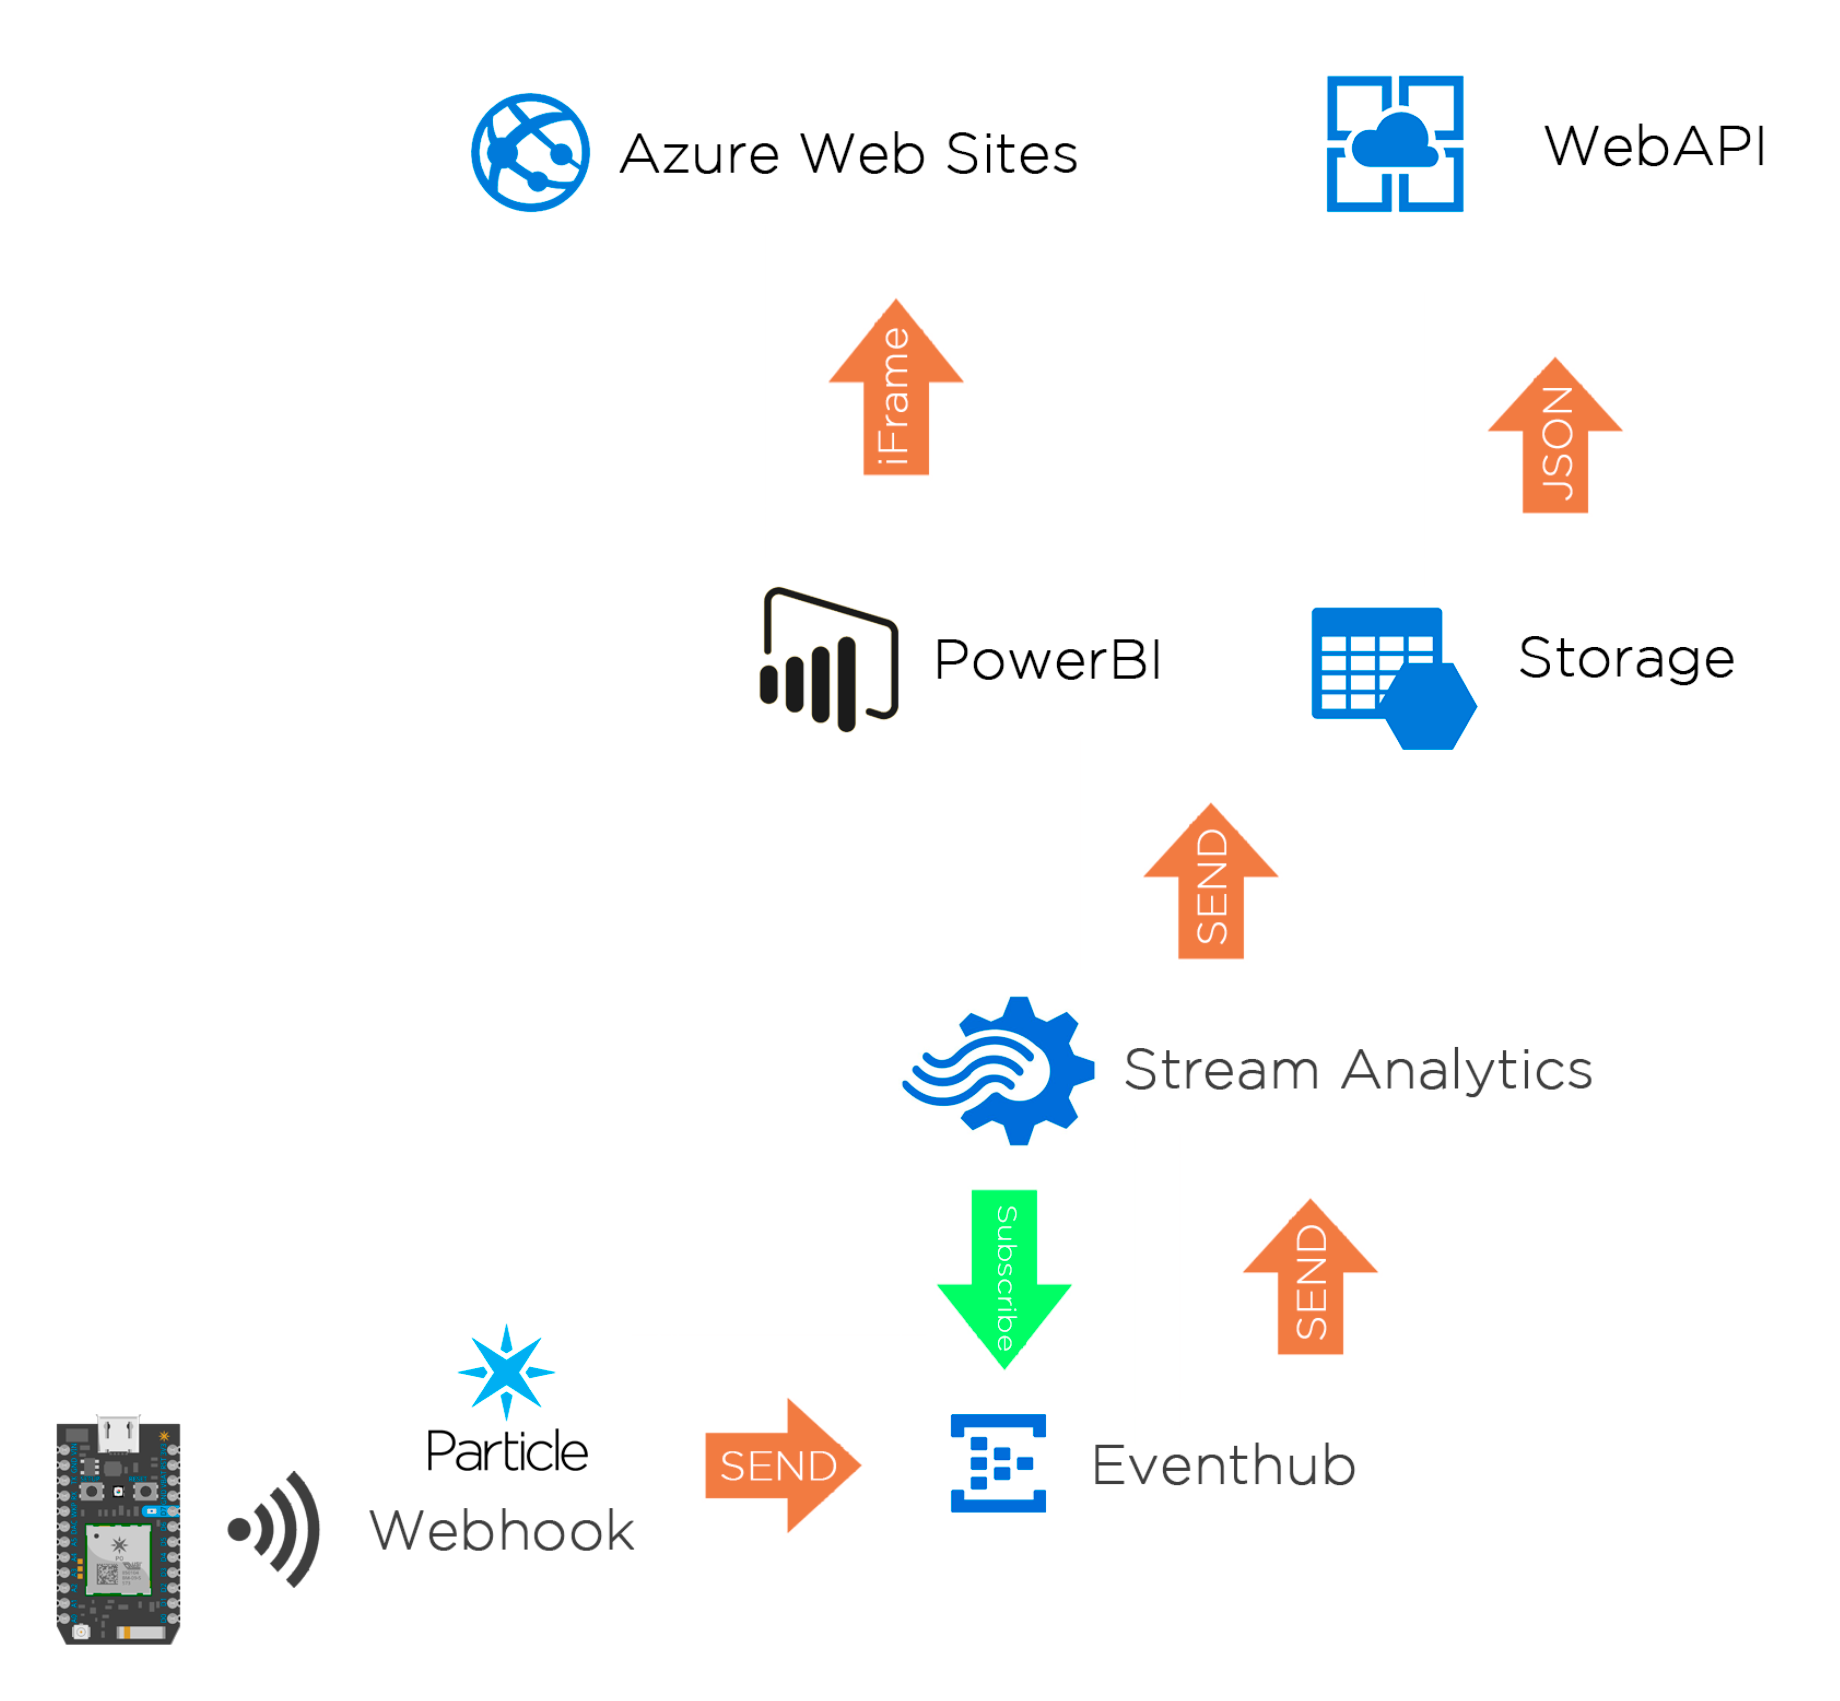 Azure Web Sites
WebAPI
iFrame
JSON
PowerBI
Storage
SEND
Stream Analytics
Subscribe
SEND
Particle
Webhook
SEND
Eventhub